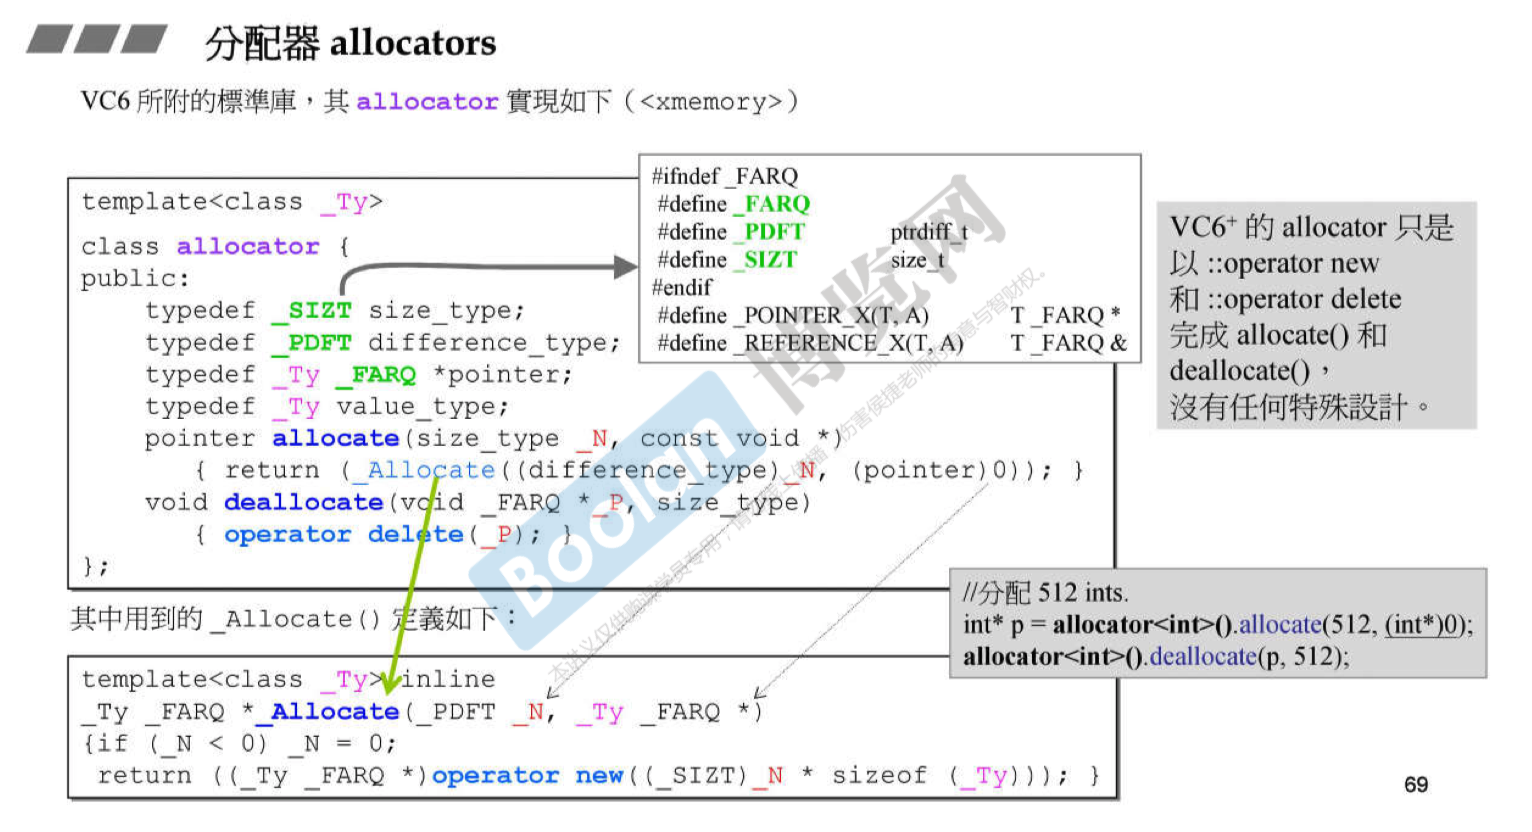 分配器 allocators
VC6 所附的標準庫，其 allocator 實現如下（<xmemory>）
template<class _Ty>
class allocator {
public:
typedef _SIZT size_type;
typedef _PDFT difference_type;
typedef _Ty _FARQ *pointer;
typedef _Ty value_type;
pointer allocate(size_type _N, const void *)
{ return (_Allocate((difference_type)_N, (pointer)0)); }
void deallocate(void _FARQ *_P, size_type)
{ operator delete(_P); }
};
#ifndef _FARQ
#define _FARQ
#define _PDFT ptrdiff_t
#define _SIZT size_t
#endif
#define _POINTER_X(T, A) T _FARQ *
#define _REFERENCE_X(T, A) T _FARQ &
VC6+ 的 allocator 只是
以 ::operator new
和 ::operator delete
完成 allocate() 和
deallocate()，
沒有任何特殊設計。
其中用到的 _Allocate() 定義如下：
template<class _Ty> inline
_Ty _FARQ *_Allocate(_PDFT _N, _Ty _FARQ *)
{if (_N < 0) _N = 0;
return ((_Ty _FARQ *)operator new((_SIZT)_N * sizeof (_Ty))); }
//分配 512 ints.
int* p = allocator<int>().allocate(512, (int*)0);
allocator<int>().deallocate(p, 512);
Boolan 博览网
69